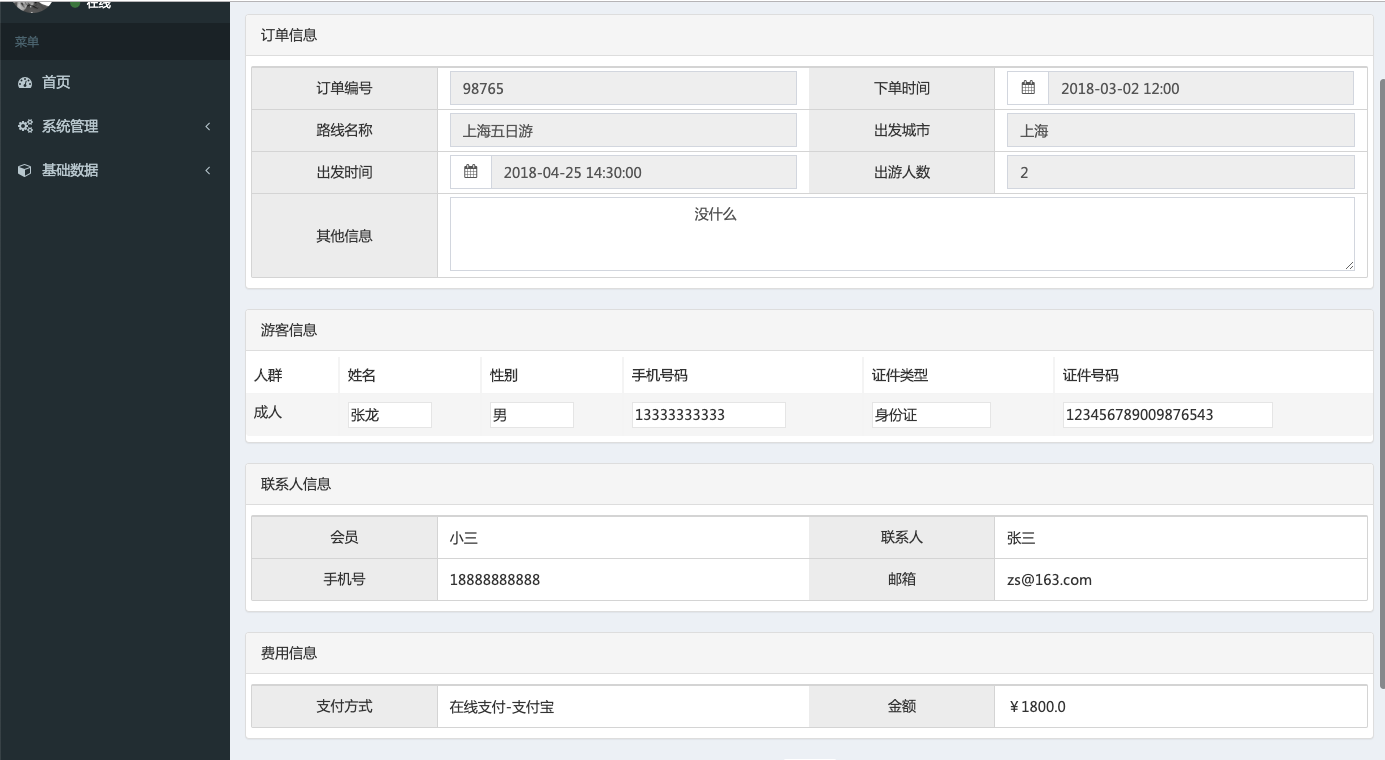 在线
菜单
首页
系统管理
基础数据
订单信息
订单编号 98765 下单时间 2018-03-02 12:00
路线名称 上海五日游 出发城市 上海
出发时间 2018-04-25 14:30:00 出游人数 2
其他信息 没什么
游客信息
人群 姓名 性别 手机号码 证件类型 证件号码
成人 张龙 男 13333333333 身份证 123456789009876543
联系人信息
会员 小三 联系人 张三
手机号 18888888888 邮箱 zs@163.com
费用信息
支付方式 在线支付-支付宝 金额 ￥1800.0